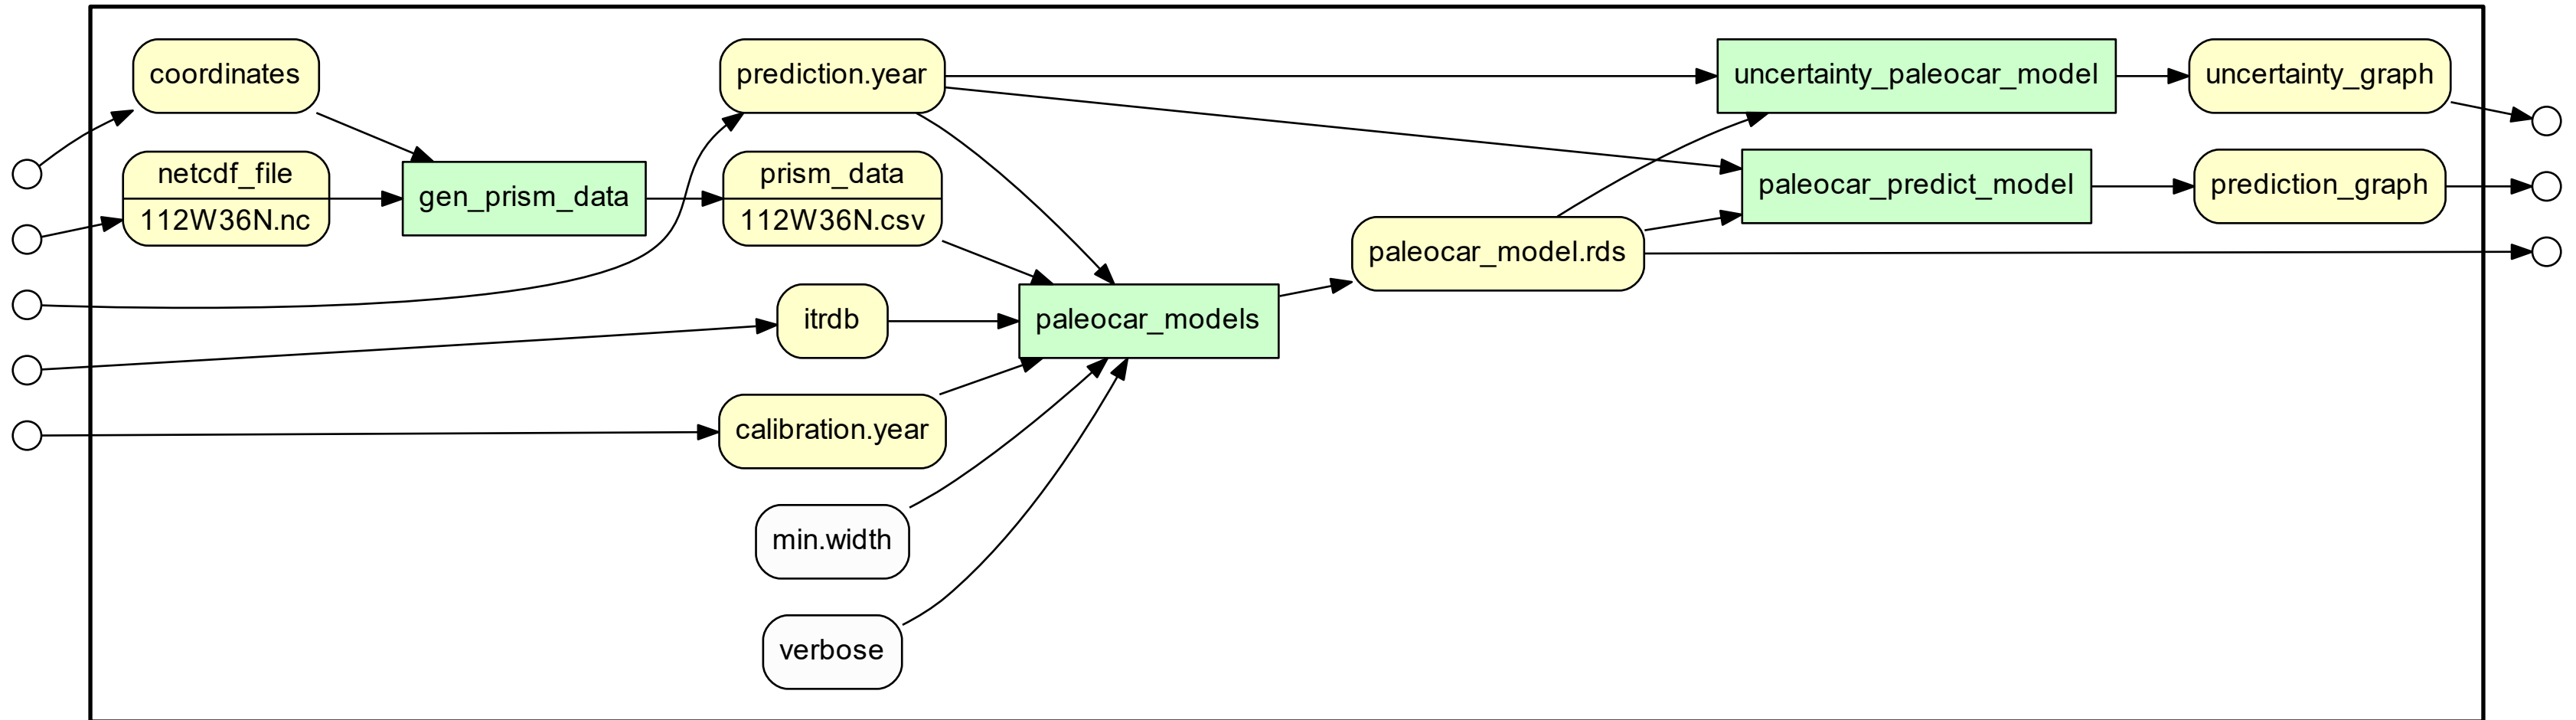 coordinates
netcdf_file
112W36N.nc
gen_prism_data
prediction.year
prism_data
112W36N.csv
itrdb
calibration.year
min.width
verbose
paleocar_models
paleocar_model.rds
uncertainty_paleocar_model
paleocar_predict_model
uncertainty_graph
prediction_graph